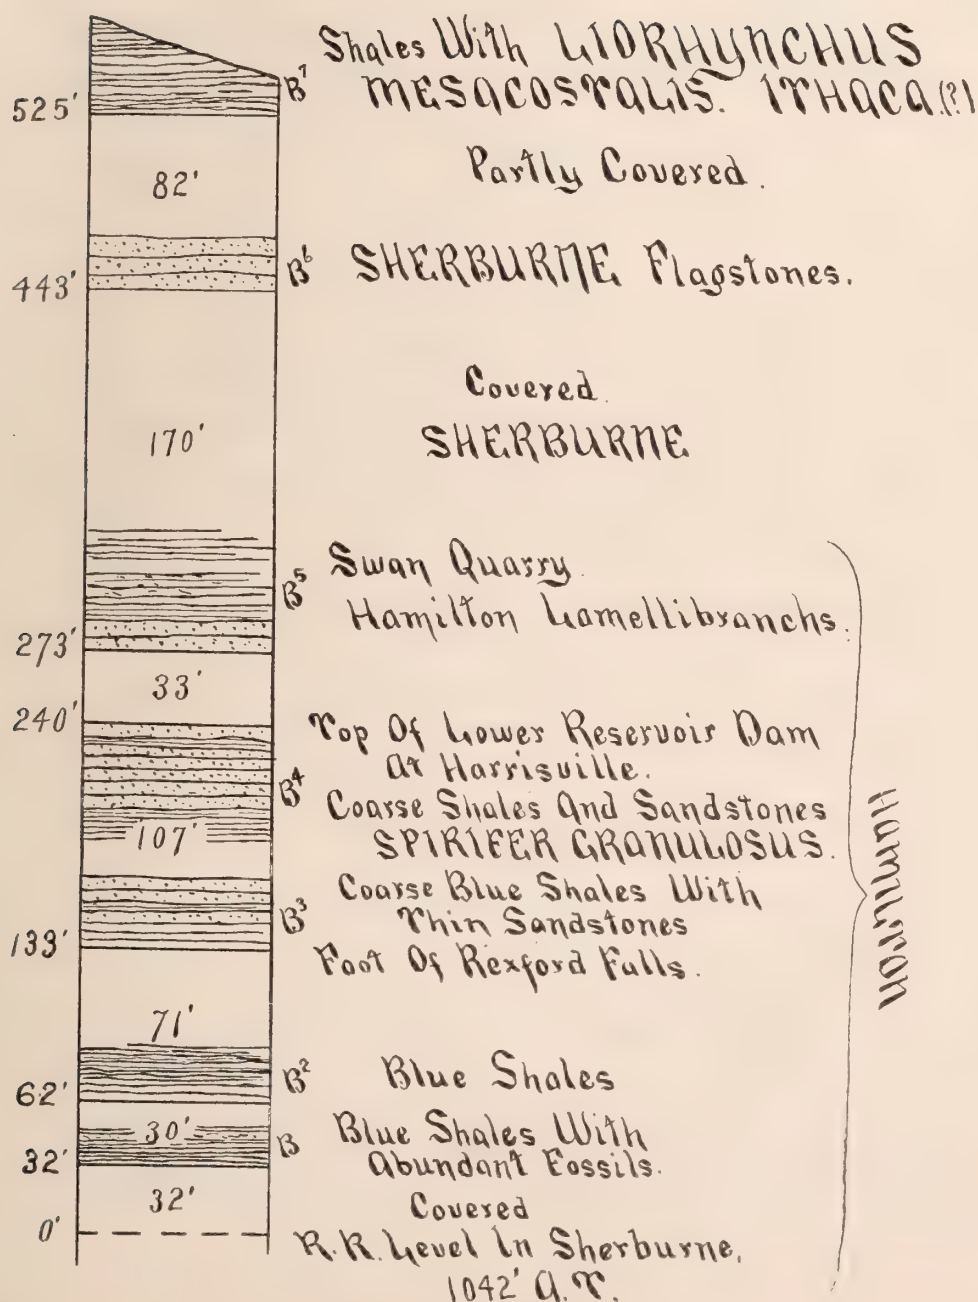 Shales With LIORHYNCHUS
B⁷ MESACOSTALIS. ITHACA.(?)
525'
82' Partly Covered.
B⁶ SHERBURNE Flagstones.
443'
Covered.
170' SHERBURNE
Swan Quarry.
B⁵ Hamilton Lamellibranchs.
273'
33'
240' Top Of Lower Reservoir Dam
At Harrisville.
B⁴ Coarse Shales And Sandstones
107' SPIRIFER GRANULOSUS.
Coarse Blue Shales With
B³ Thin Sandstones
133' Foot Of Rexford Falls.
HAMILTON
71'
B² Blue Shales
62'
30' B Blue Shales With
32' Abundant Fossils.
32' Covered
0' R.R. Level In Sherburne,
1042' A.T.